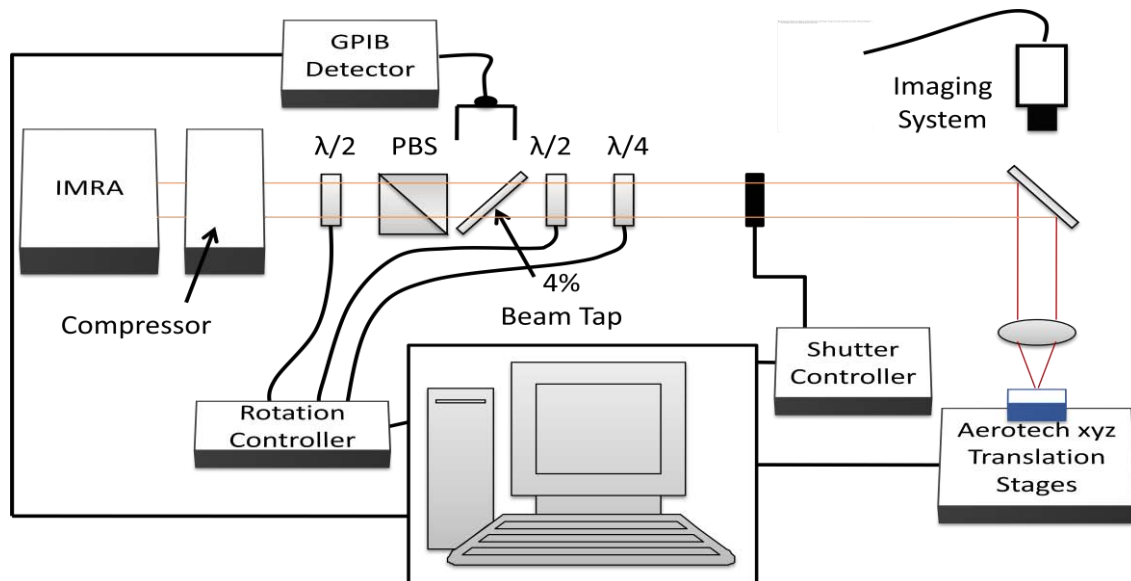 GPIB
Detector
Imaging
System
λ/2
PBS
λ/2
λ/4
IMRA
4%
Beam Tap
Compressor
Shutter
Controller
Rotation
Controller
Aerotech xyz
Translation
Stages